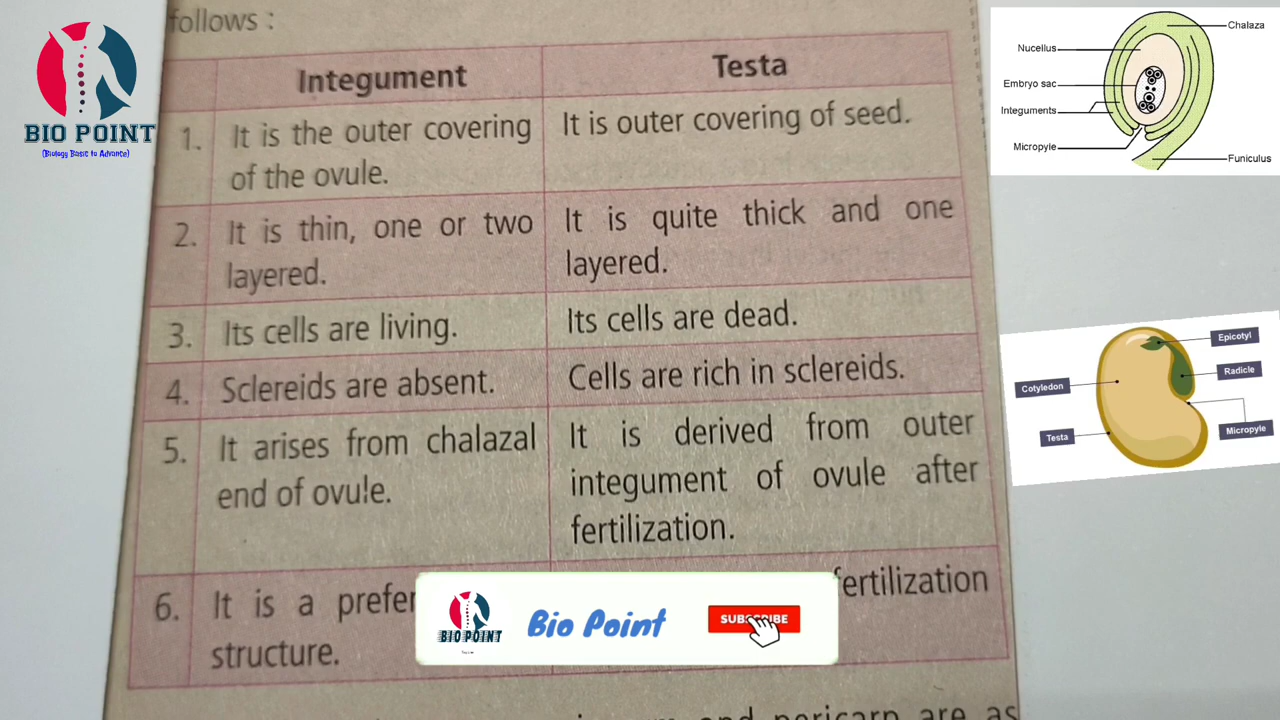 follows :
Integument Testa
1. It is the outer covering It is outer covering of seed.
of the ovule.
2. It is thin, one or two It is quite thick and one
layered. layered.
3. Its cells are living. Its cells are dead.
4. Sclereids are absent. Cells are rich in sclereids.
5. It arises from chalazal It is derived from outer
end of ovule. integument of ovule after
fertilization.
6. It is a fertilization
structure.
pericarp are as
BIO POINT
(Biology Basic to Advance)
Chalaza
Nucellus
Embryo sac
Integuments
Micropyie
Funiculus
Epicotyl
Cotyledon
Radicle
Testa
Micropyle
BIO POINT
Bio Point
SUBSCRIBE